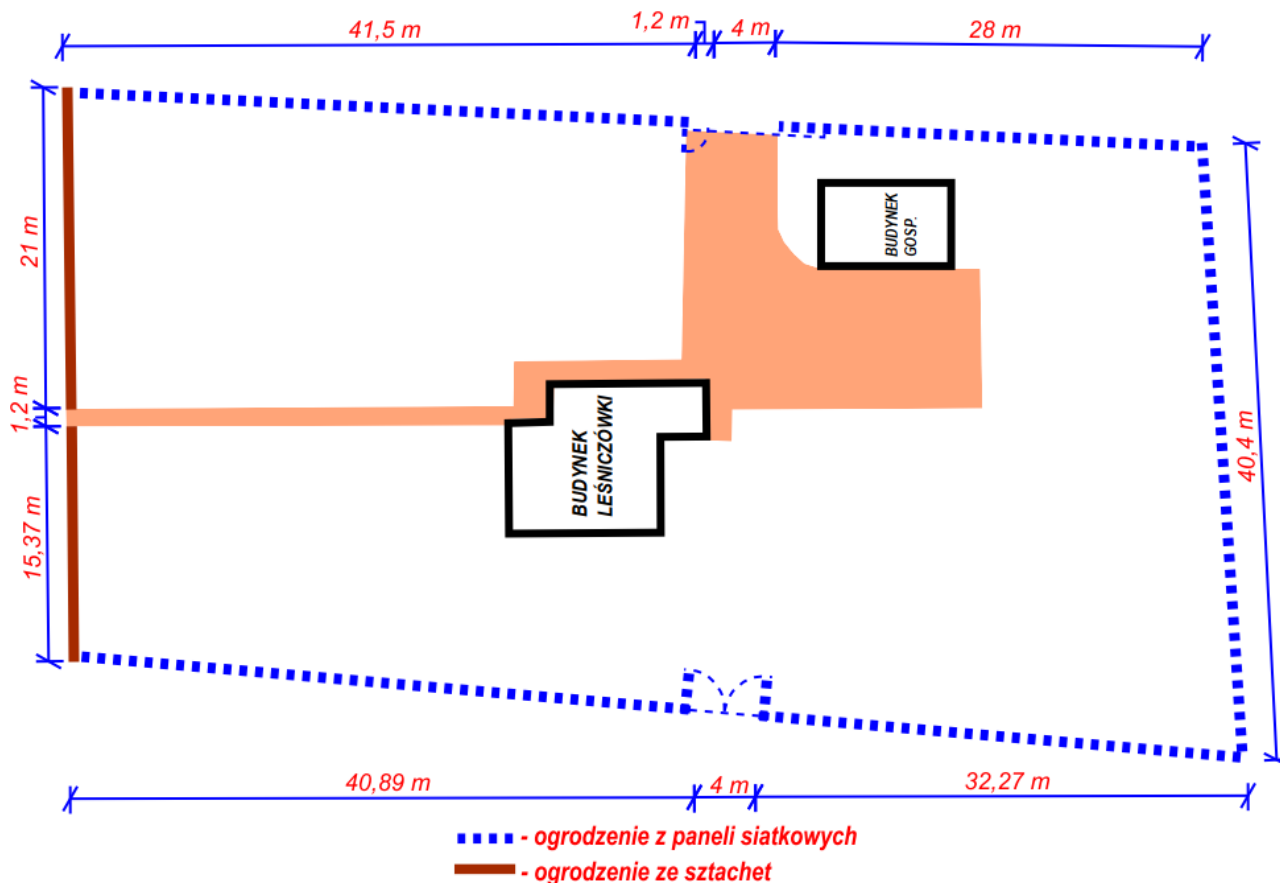 1,2 m
41,5 m
4 m
28 m
21 m
BUDYNEK
GOSP.
1,2 m
BUDYNEK
LEŚNICZÓWKI
40,4 m
15,37 m
40,89 m
4 m
32,27 m
- ogrodzenie z paneli siatkowych
- ogrodzenie ze sztachet